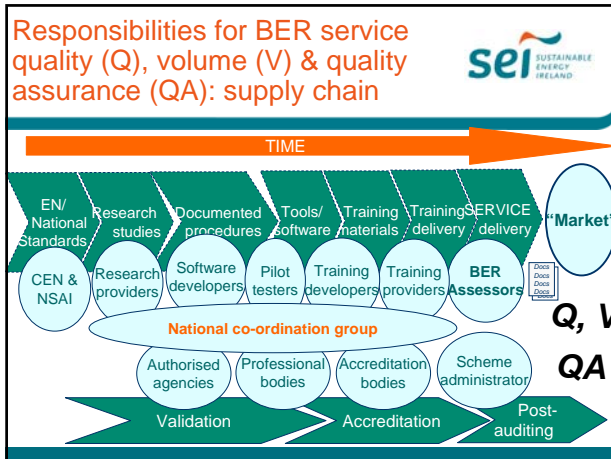 Responsibilities for BER service
quality (Q), volume (V) & quality
assurance (QA): supply chain
sei SUSTAINABLE
ENERGY
IRELAND
TIME
EN/
National
Standards
Research
studies
Documented
procedures
Tools/
software
Training
materials
Training
delivery
SERVICE
delivery
“Market”
CEN &
NSAI
Research
providers
Software
developers
Pilot
testers
Training
developers
Training
providers
BER
Assessors
Docs
Docs
Docs
Docs
National co-ordination group
Q, V
QA
Authorised
agencies
Professional
bodies
Accreditation
bodies
Scheme
administrator
Validation
Accreditation
Post-
auditing